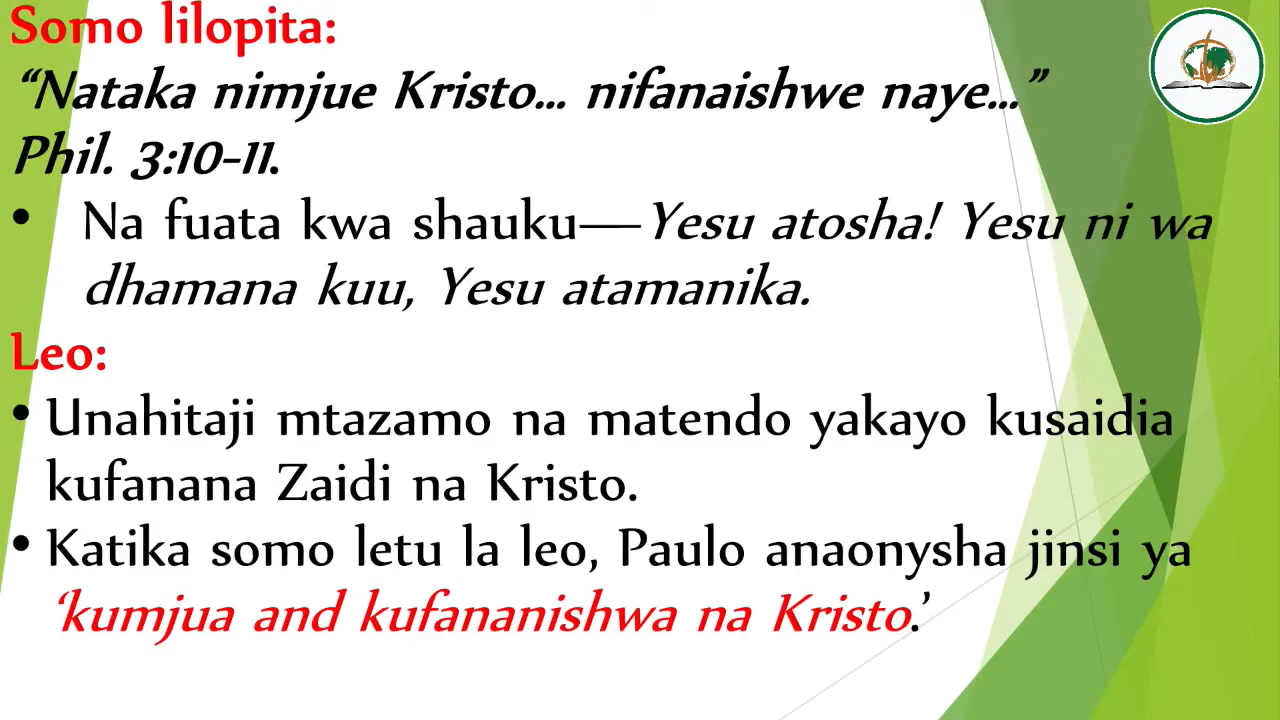 Somo lilopita:
“Nataka nimjue Kristo... nifanaishwe naye...”
Phil. 3:10-11.
• Na fuata kwa shauku—Yesu atosha! Yesu ni wa
dhamana kuu, Yesu atamanika.
Leo:
• Unahitaji mtazamo na matendo yakayo kusaidia
kufanana Zaidi na Kristo.
• Katika somo letu la leo, Paulo anaonysha jinsi ya
‘kumjua and kufananishwa na Kristo.’